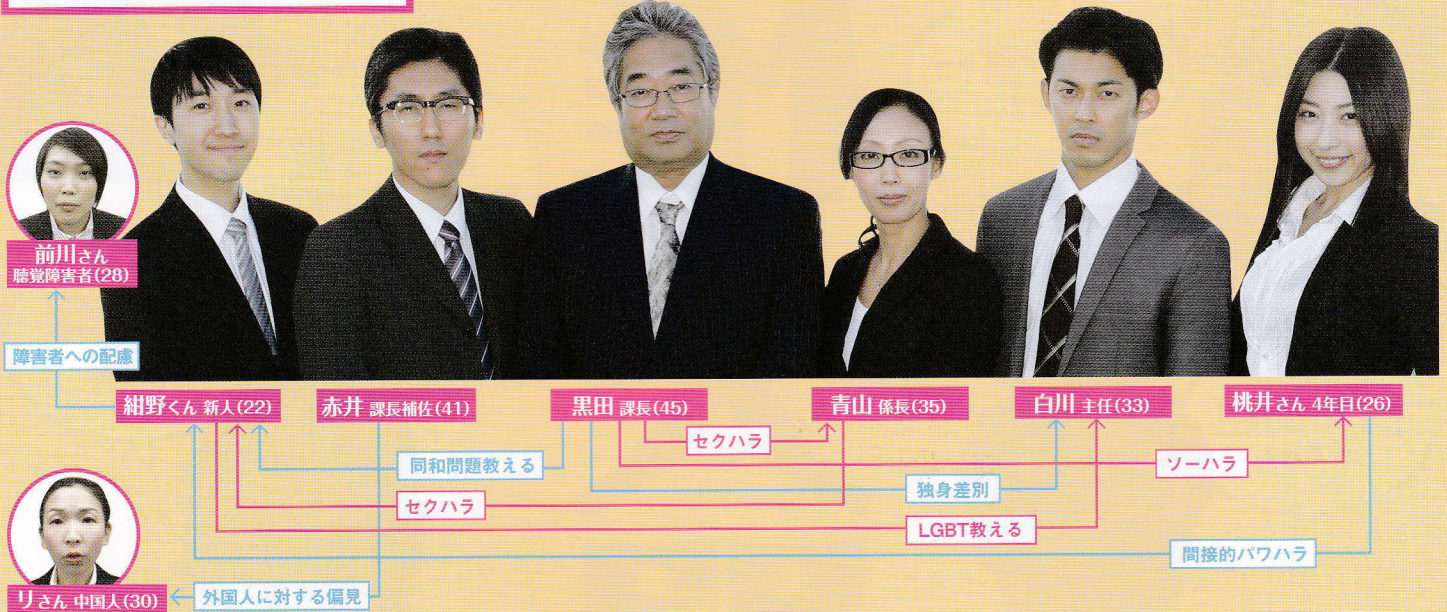 前川さん
聴覚障害者(28)
障害者への配慮
紺野くん 新人(22)
赤井 課長補佐(41)
黒田 課長(45)
青山 係長(35)
白川 主任(33)
桃井さん 4年目(26)
セクハラ
同和問題教える
ソーハラ
独身差別
セクハラ
LGBT教える
間接的パワハラ
リさん 中国人(30)
外国人に対する偏見